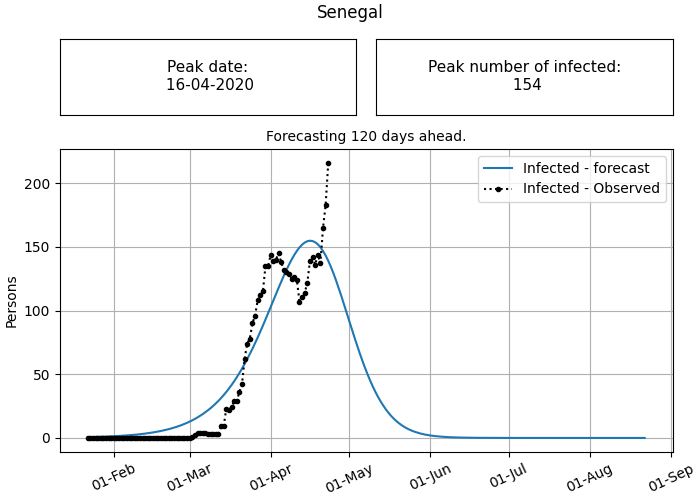 Senegal
Peak date:
16-04-2020
Peak number of infected:
154
Forecasting 120 days ahead.
Infected - forecast
Infected - Observed
Persons
200
150
100
50
0
01-Feb
01-Mar
01-Apr
01-May
01-Jun
01-Jul
01-Aug
01-Sep